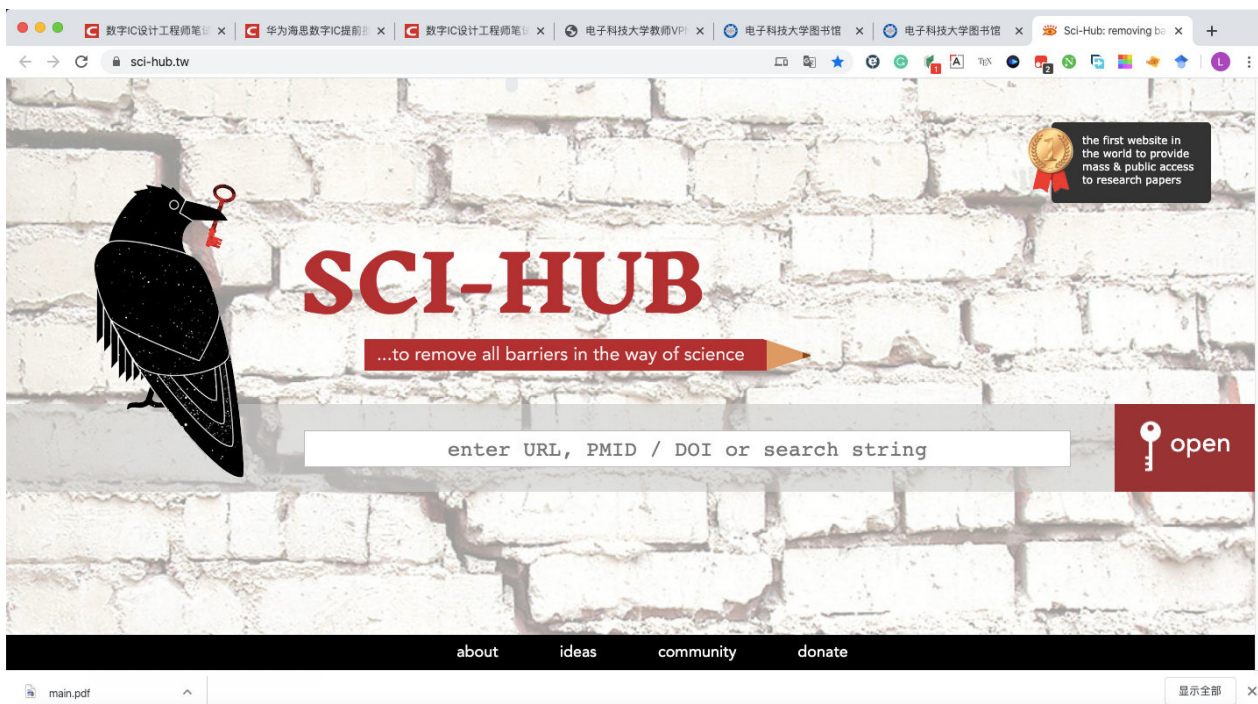 数字IC设计工程师笔试
华为海思数字IC提前批
数字IC设计工程师笔试
电子科技大学教师VPN
电子科技大学图书馆
电子科技大学图书馆
Sci-Hub: removing ba
sci-hub.tw
the first website in
the world to provide
mass & public access
to research papers
SCI-HUB
...to remove all barriers in the way of science
enter URL, PMID / DOI or search string
open
about ideas community donate
main.pdf
显示全部